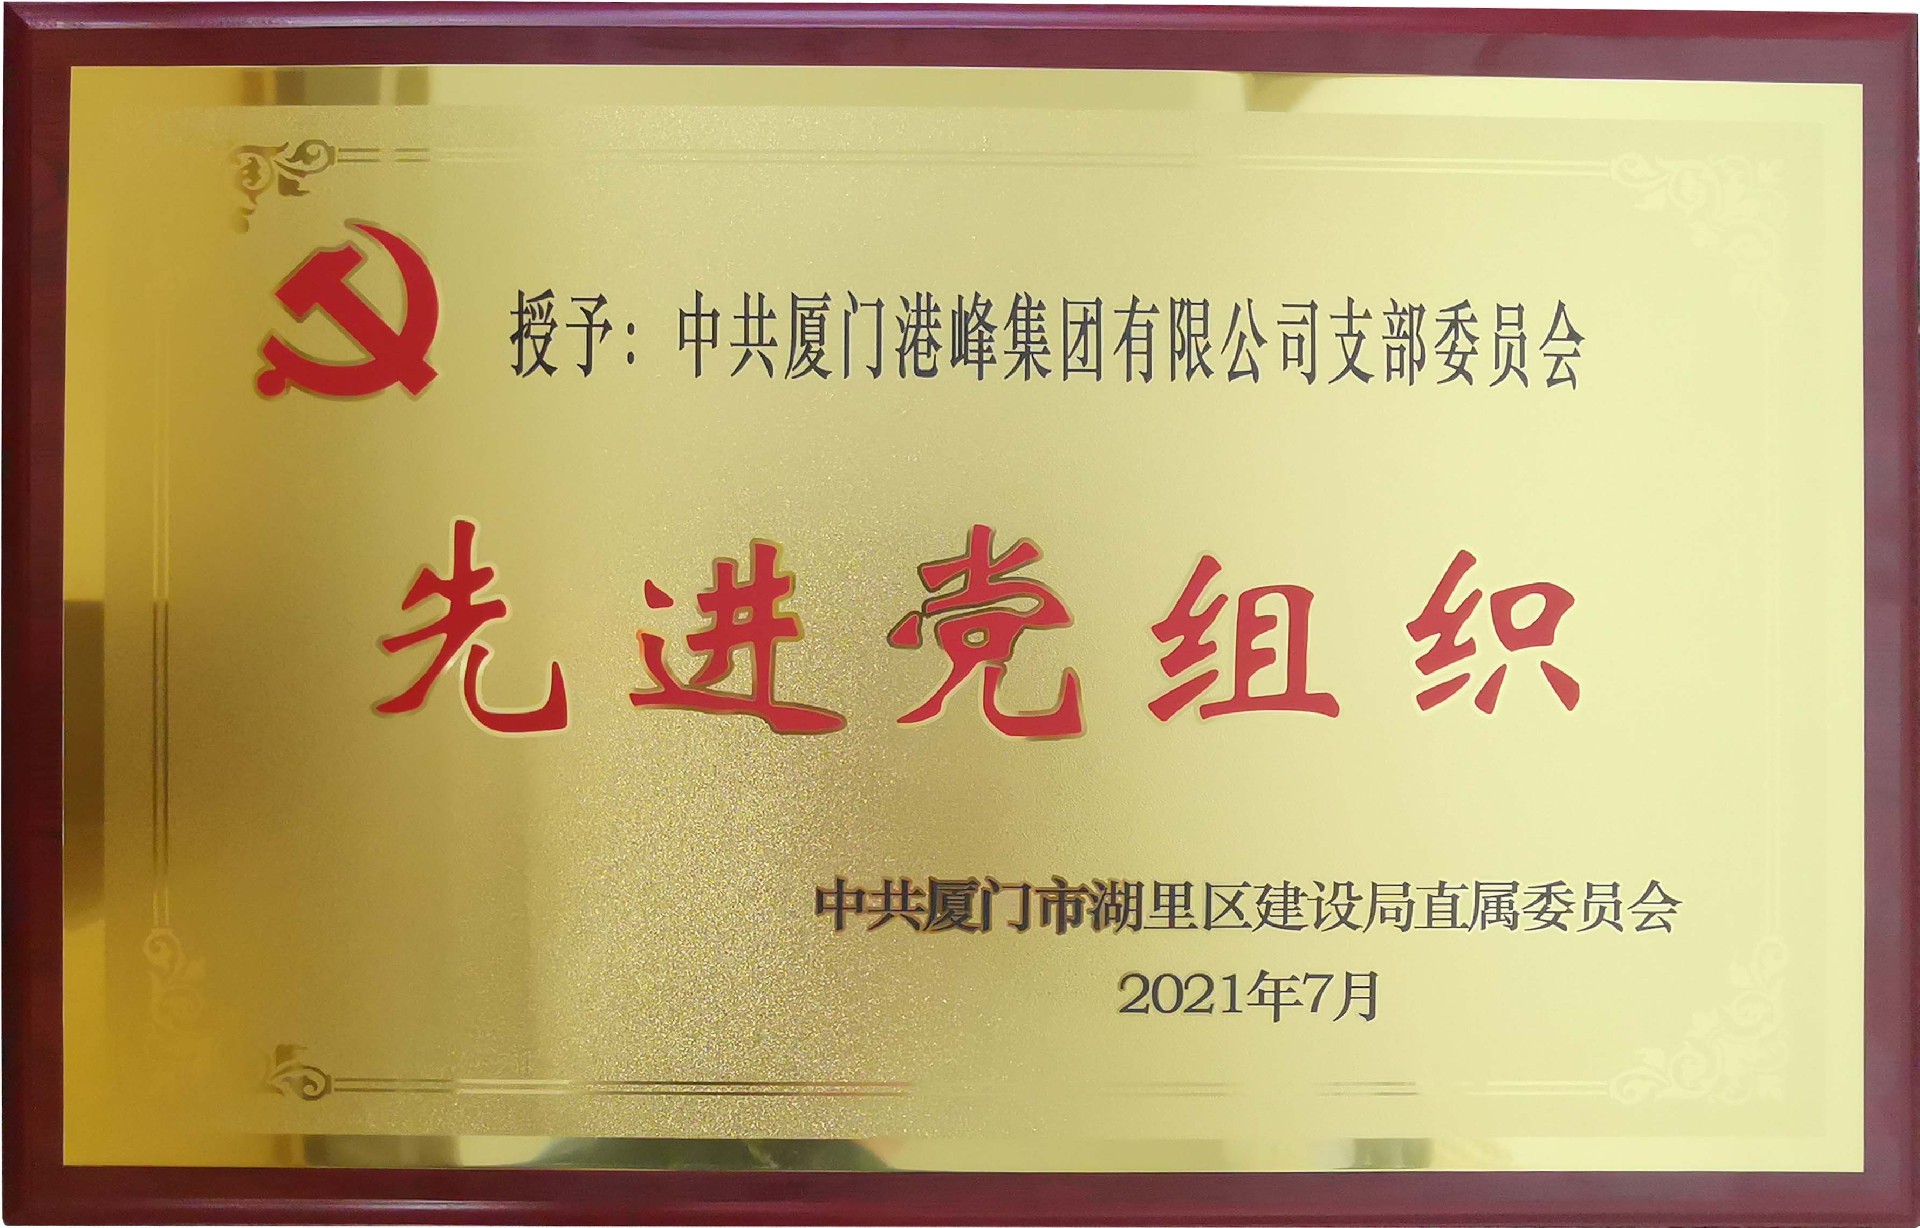 授予：中共厦门港峰集团有限公司支部委员会
先进党组织
中共厦门市湖里区建设局直属委员会
2021年7月